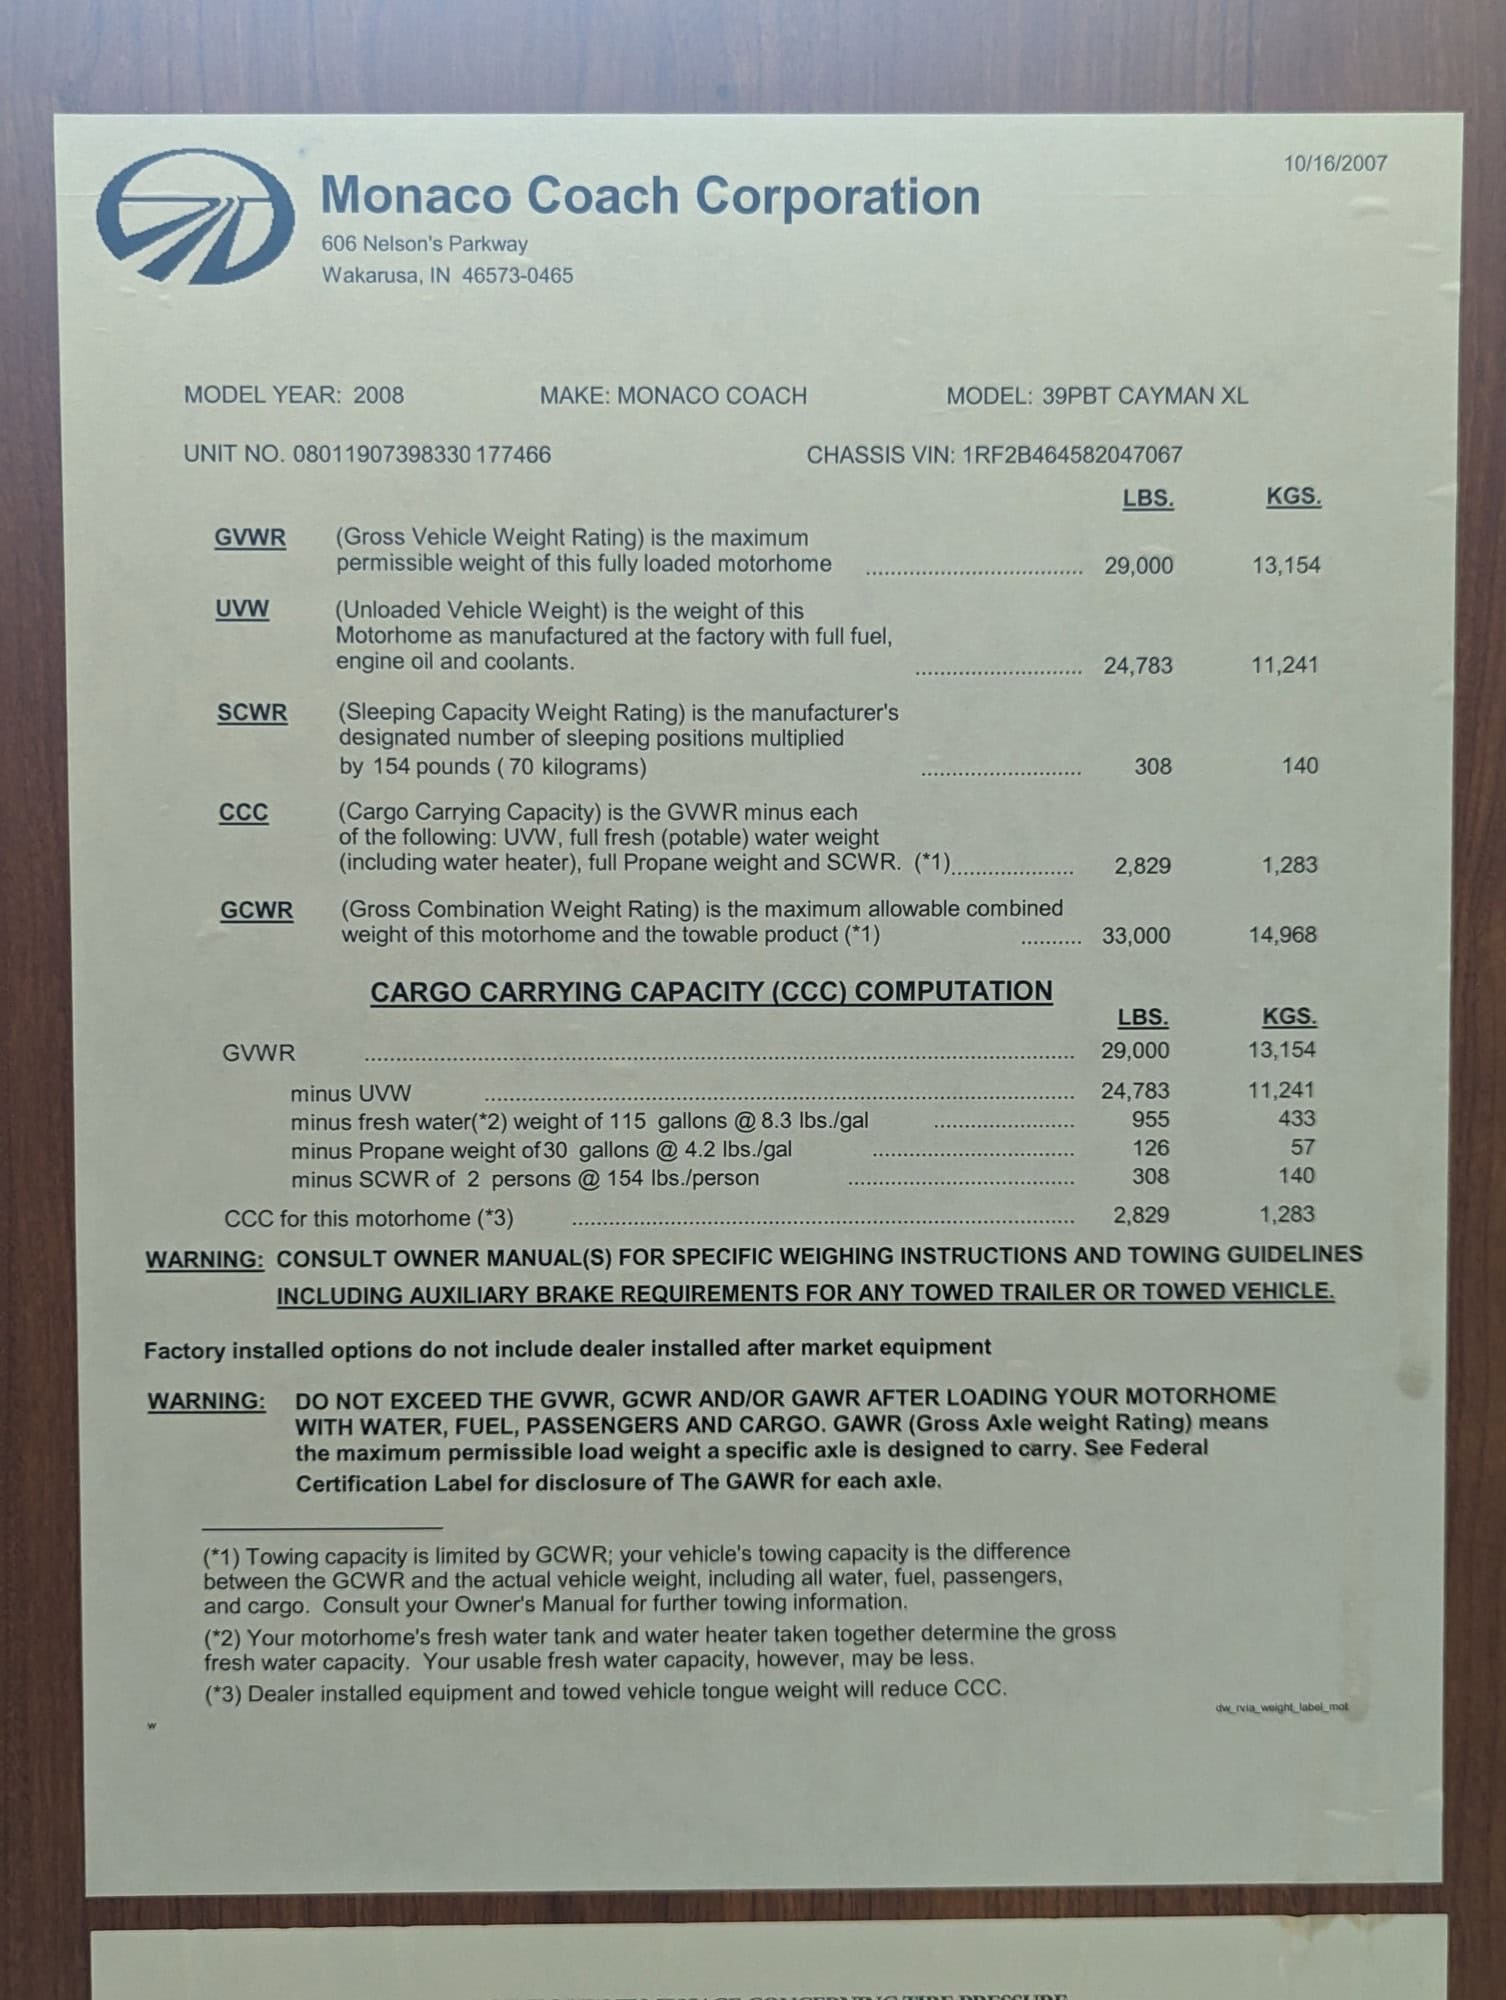 10/16/2007
Monaco Coach Corporation
606 Nelson's Parkway
Wakarusa, IN 46573-0465
MODEL YEAR: 2008 MAKE: MONACO COACH MODEL: 39PBT CAYMAN XL
UNIT NO. 08011907398330 177466 CHASSIS VIN: 1RF2B464582047067
LBS. KGS.
GVWR (Gross Vehicle Weight Rating) is the maximum
permissible weight of this fully loaded motorhome .................................. 29,000 13,154
UVW (Unloaded Vehicle Weight) is the weight of this
Motorhome as manufactured at the factory with full fuel,
engine oil and coolants. .......................... 24,783 11,241
SCWR (Sleeping Capacity Weight Rating) is the manufacturer's
designated number of sleeping positions multiplied
by 154 pounds ( 70 kilograms) ......................... 308 140
CCC (Cargo Carrying Capacity) is the GVWR minus each
of the following: UVW, full fresh (potable) water weight
(including water heater), full Propane weight and SCWR. (*1).................... 2,829 1,283
GCWR (Gross Combination Weight Rating) is the maximum allowable combined
weight of this motorhome and the towable product (*1) .......... 33,000 14,968
CARGO CARRYING CAPACITY (CCC) COMPUTATION
LBS. KGS.
GVWR .................................................................................................... 29,000 13,154
minus UVW .................................................................................. 24,783 11,241
minus fresh water(*2) weight of 115 gallons @ 8.3 lbs./gal ...................... 955 433
minus Propane weight of 30 gallons @ 4.2 lbs./gal ............................... 126 57
minus SCWR of 2 persons @ 154 lbs./person ................................... 308 140
CCC for this motorhome (*3) .................................................................... 2,829 1,283
WARNING: CONSULT OWNER MANUAL(S) FOR SPECIFIC WEIGHING INSTRUCTIONS AND TOWING GUIDELINES
INCLUDING AUXILIARY BRAKE REQUIREMENTS FOR ANY TOWED TRAILER OR TOWED VEHICLE.
Factory installed options do not include dealer installed after market equipment
WARNING: DO NOT EXCEED THE GVWR, GCWR AND/OR GAWR AFTER LOADING YOUR MOTORHOME
WITH WATER, FUEL, PASSENGERS AND CARGO. GAWR (Gross Axle weight Rating) means
the maximum permissible load weight a specific axle is designed to carry. See Federal
Certification Label for disclosure of The GAWR for each axle.
(*1) Towing capacity is limited by GCWR; your vehicle's towing capacity is the difference
between the GCWR and the actual vehicle weight, including all water, fuel, passengers,
and cargo. Consult your Owner's Manual for further towing information.
(*2) Your motorhome's fresh water tank and water heater taken together determine the gross
fresh water capacity. Your usable fresh water capacity, however, may be less.
(*3) Dealer installed equipment and towed vehicle tongue weight will reduce CCC.
dw_rvia_weight_label_mot
w